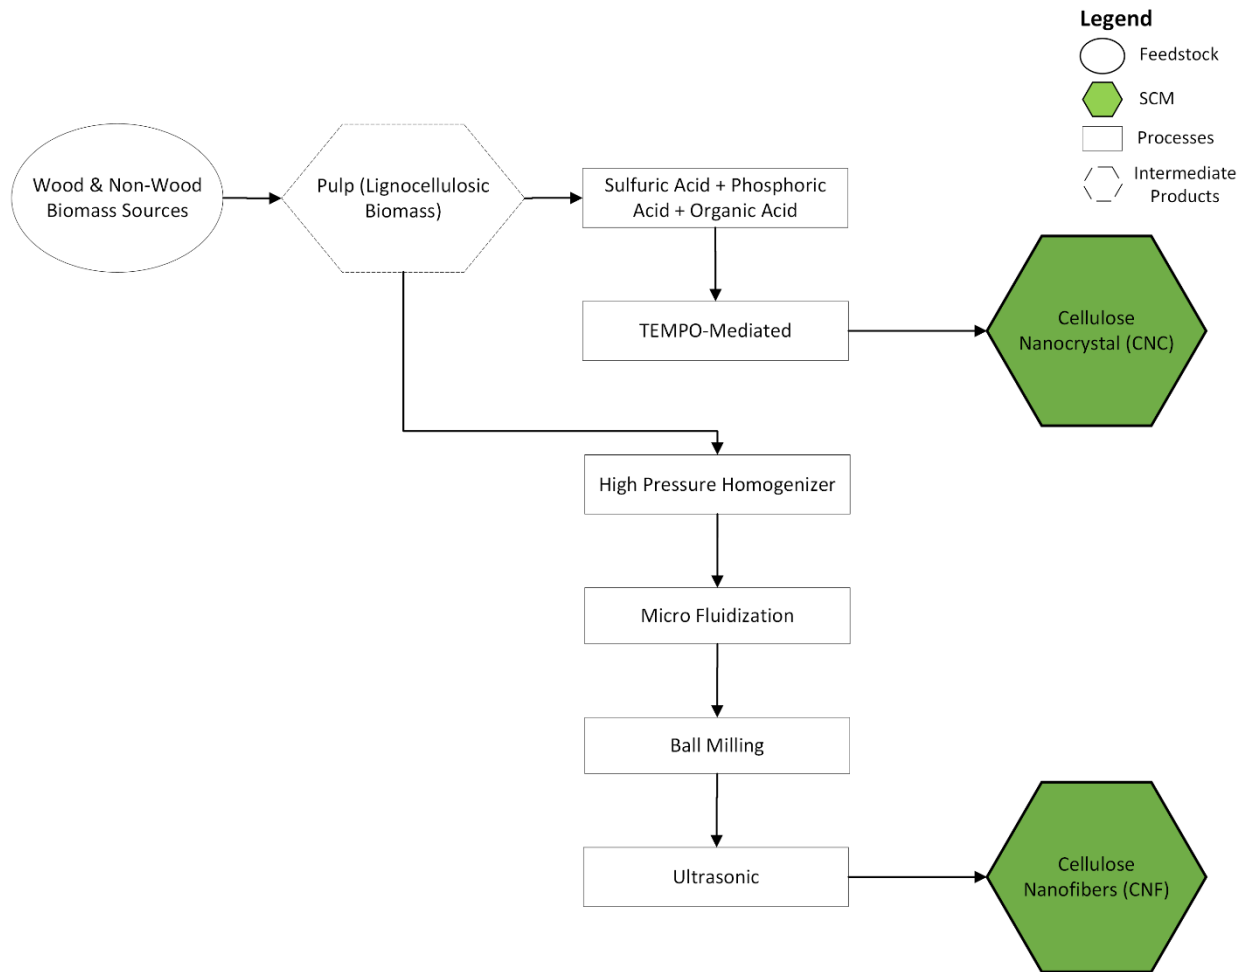 Legend
Feedstock
SCM
Processes
Intermediate
Products
Wood & Non-Wood
Biomass Sources
Pulp (Lignocellulosic
Biomass)
Sulfuric Acid + Phosphoric
Acid + Organic Acid
TEMPO-Mediated
Cellulose
Nanocrystal (CNC)
High Pressure Homogenizer
Micro Fluidization
Ball Milling
Ultrasonic
Cellulose
Nanofibers (CNF)